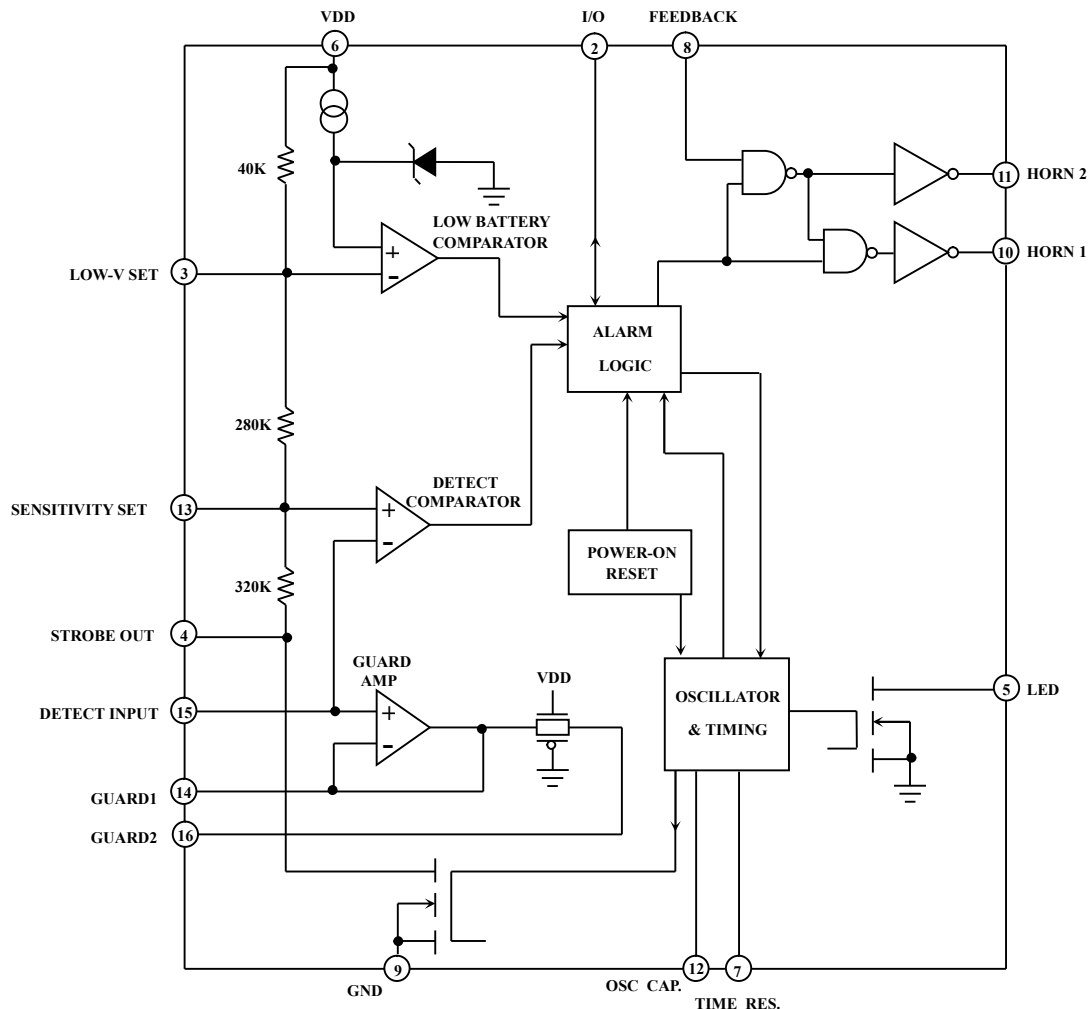 VDD
I/O
FEEDBACK
6
2
8
40K
11
HORN 2
LOW BATTERY
COMPARATOR
+
-
10
HORN 1
LOW-V SET
3
ALARM
LOGIC
280K
DETECT
COMPARATOR
SENSITIVITY SET
13
+
-
POWER-ON
RESET
320K
STROBE OUT
4
GUARD
AMP
VDD
5
LED
OSCILLATOR
& TIMING
DETECT INPUT
15
+
-
GUARD1
14
GUARD2
16
9
12
7
GND
OSC CAP.
TIME RES.